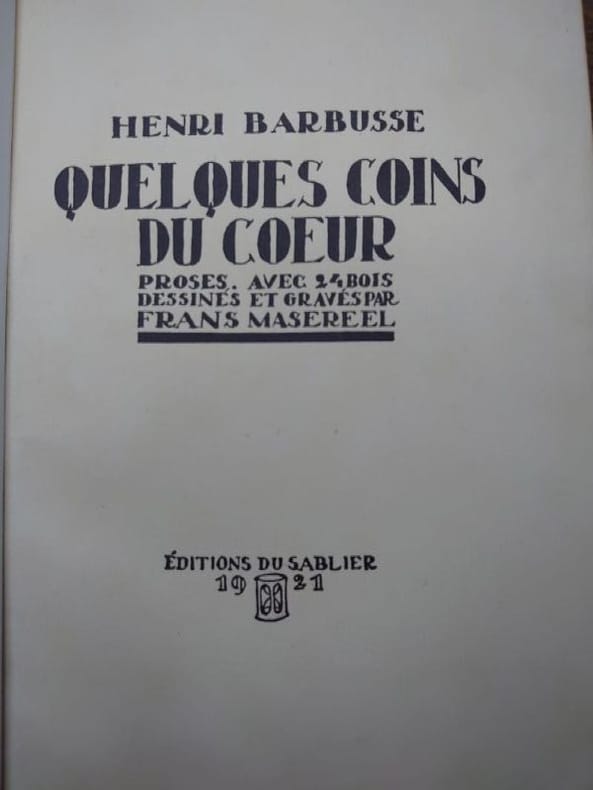 HENRI BARBUSSE
QUELQUES COINS
DU COEUR
PROSES. AVEC 24 BOIS
DESSINÉS ET GRAVÉS PAR
FRANS MASEREEL
ÉDITIONS DU SABLIER
19 21